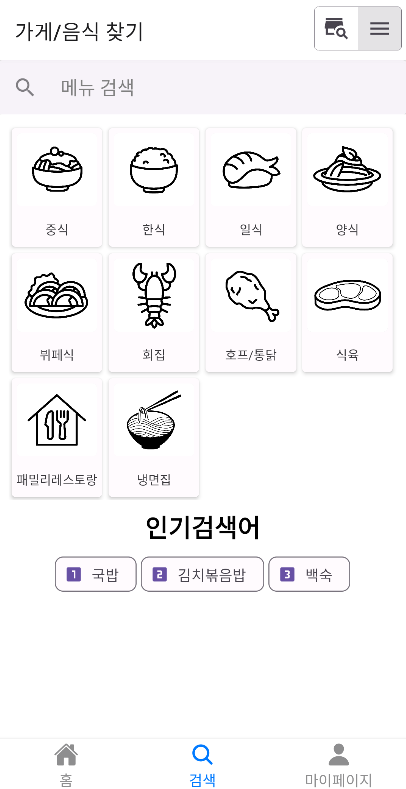 가게/음식 찾기
메뉴 검색
중식
한식
일식
양식
뷔페식
회집
호프/통닭
식육
패밀리레스토랑
냉면집
인기검색어
1 국밥
2 김치볶음밥
3 백숙
홈
검색
마이페이지